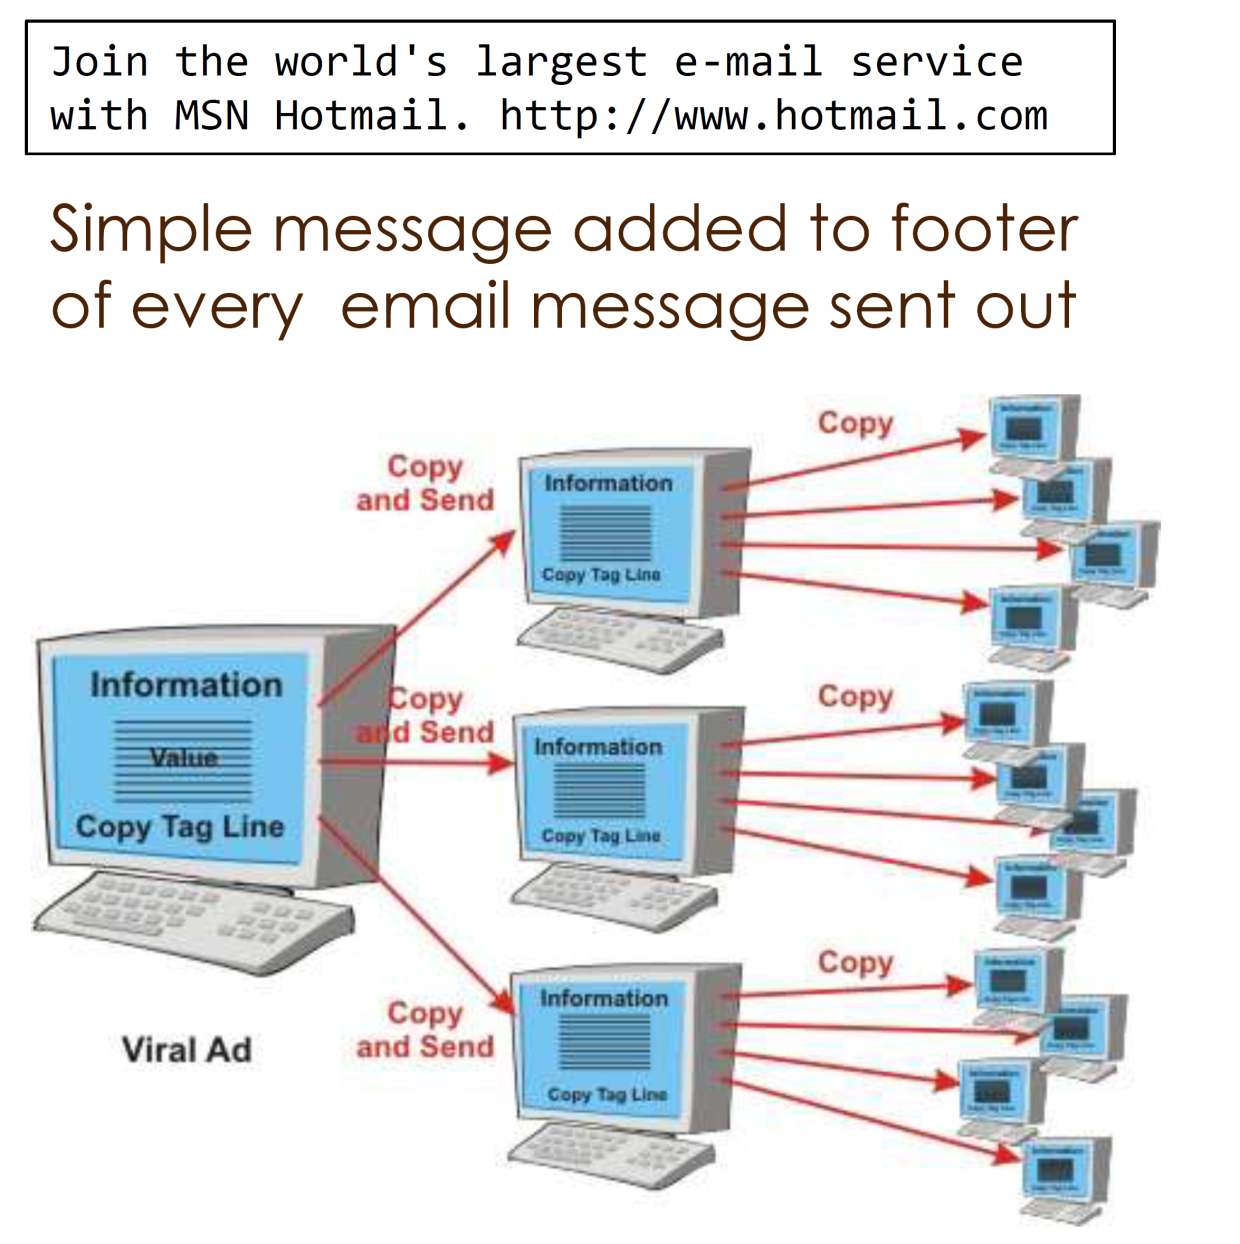 Join the world's largest e-mail service
with MSN Hotmail. http://www.hotmail.com
Simple message added to footer
of every email message sent out
Copy
and Send
Information
Copy Tag Line
Copy
Information
Value
Copy Tag Line
Copy
and Send
Information
Copy Tag Line
Copy
Viral Ad
Copy
and Send
Information
Copy Tag Line
Copy